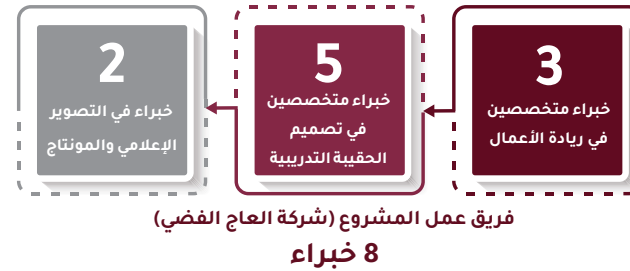 3
خبراء متخصصين
في ريادة الأعمال
5
خبراء متخصصين
في تصميم
الحقيبة التدريبية
2
خبراء في التصوير
الإعلامي والمونتاج
فريق عمل المشروع (شركة العاج الفضي)
8 خبراء